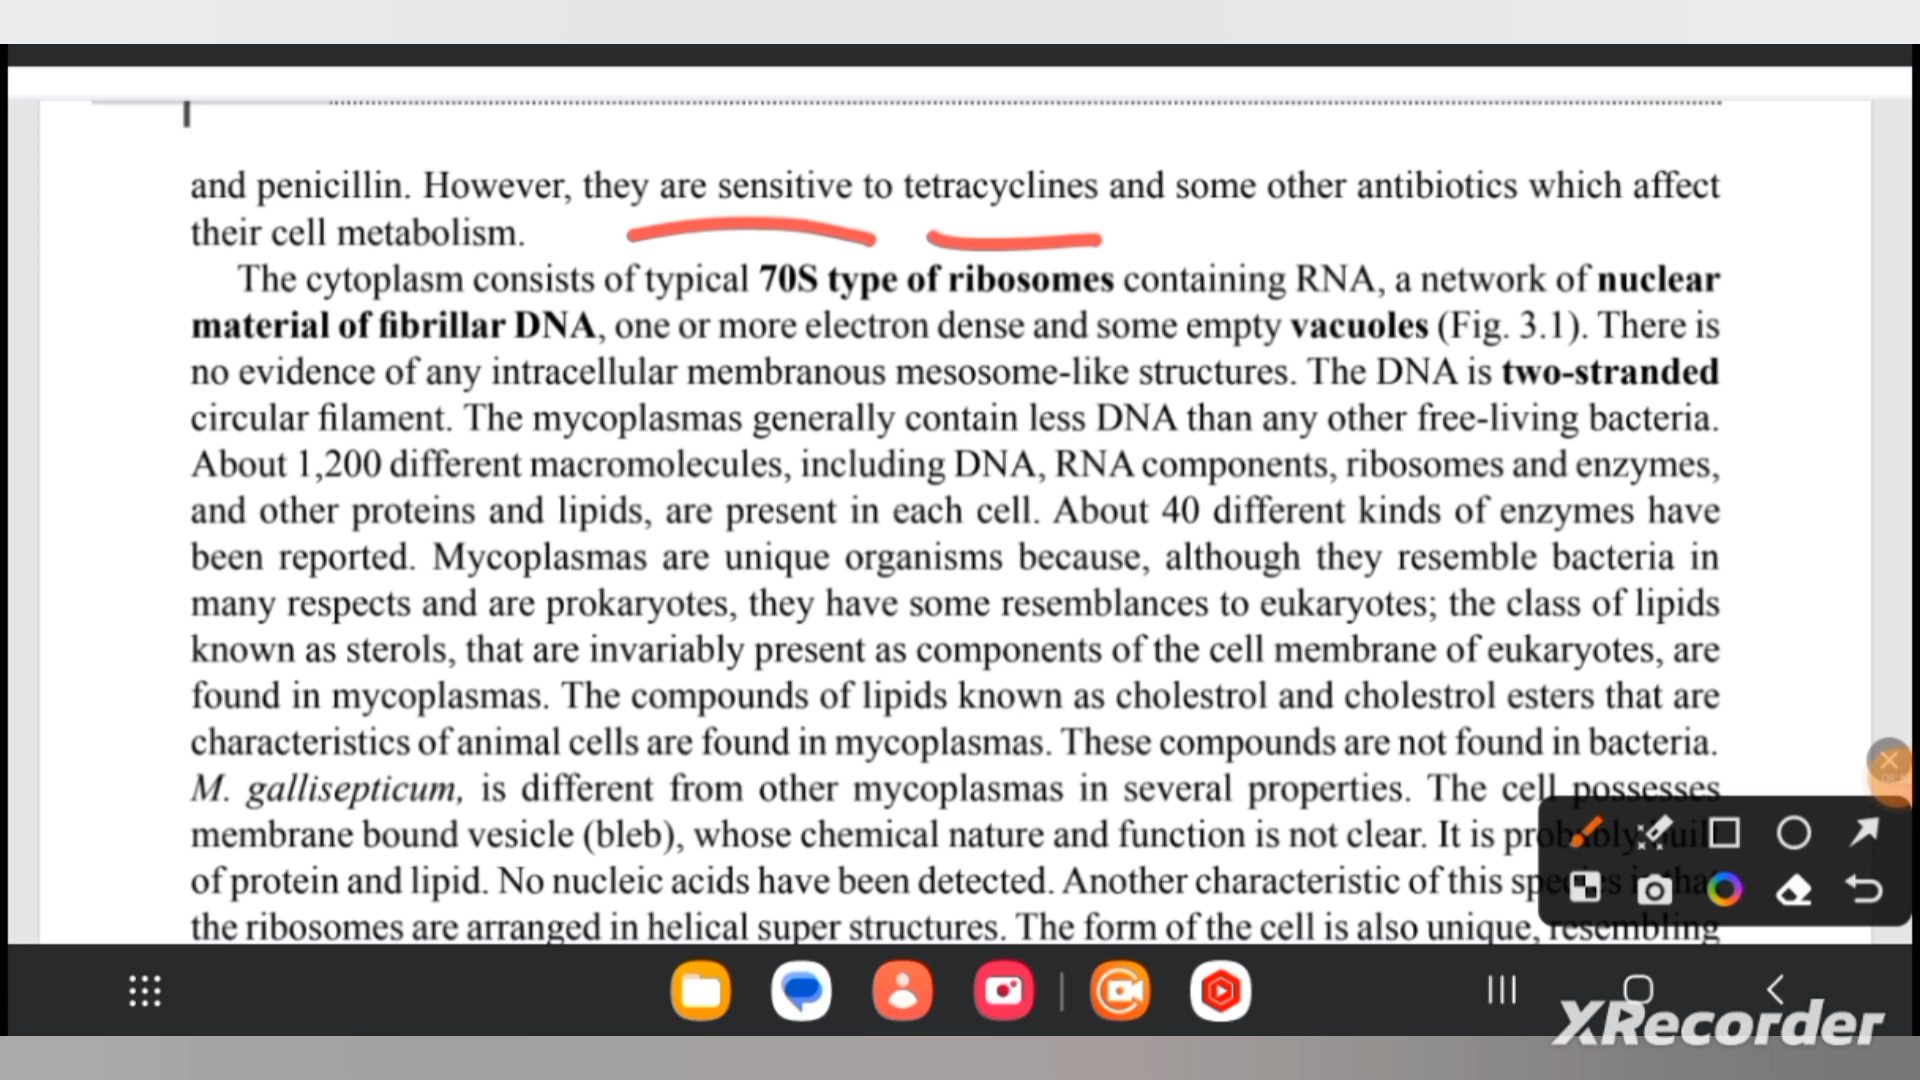 and penicillin. However, they are sensitive to tetracyclines and some other antibiotics which affect
their cell metabolism.
The cytoplasm consists of typical 70S type of ribosomes containing RNA, a network of nuclear
material of fibrillar DNA, one or more electron dense and some empty vacuoles (Fig. 3.1). There is
no evidence of any intracellular membranous mesosome-like structures. The DNA is two-stranded
circular filament. The mycoplasmas generally contain less DNA than any other free-living bacteria.
About 1,200 different macromolecules, including DNA, RNA components, ribosomes and enzymes,
and other proteins and lipids, are present in each cell. About 40 different kinds of enzymes have
been reported. Mycoplasmas are unique organisms because, although they resemble bacteria in
many respects and are prokaryotes, they have some resemblances to eukaryotes; the class of lipids
known as sterols, that are invariably present as components of the cell membrane of eukaryotes, are
found in mycoplasmas. The compounds of lipids known as cholestrol and cholestrol esters that are
characteristics of animal cells are found in mycoplasmas. These compounds are not found in bacteria.
M. gallisepticum, is different from other mycoplasmas in several properties. The cell possesses
membrane bound vesicle (bleb), whose chemical nature and function is not clear. It is probably built
of protein and lipid. No nucleic acids have been detected. Another characteristic of this species is that
the ribosomes are arranged in helical super structures. The form of the cell is also unique, resembling
XRecorder